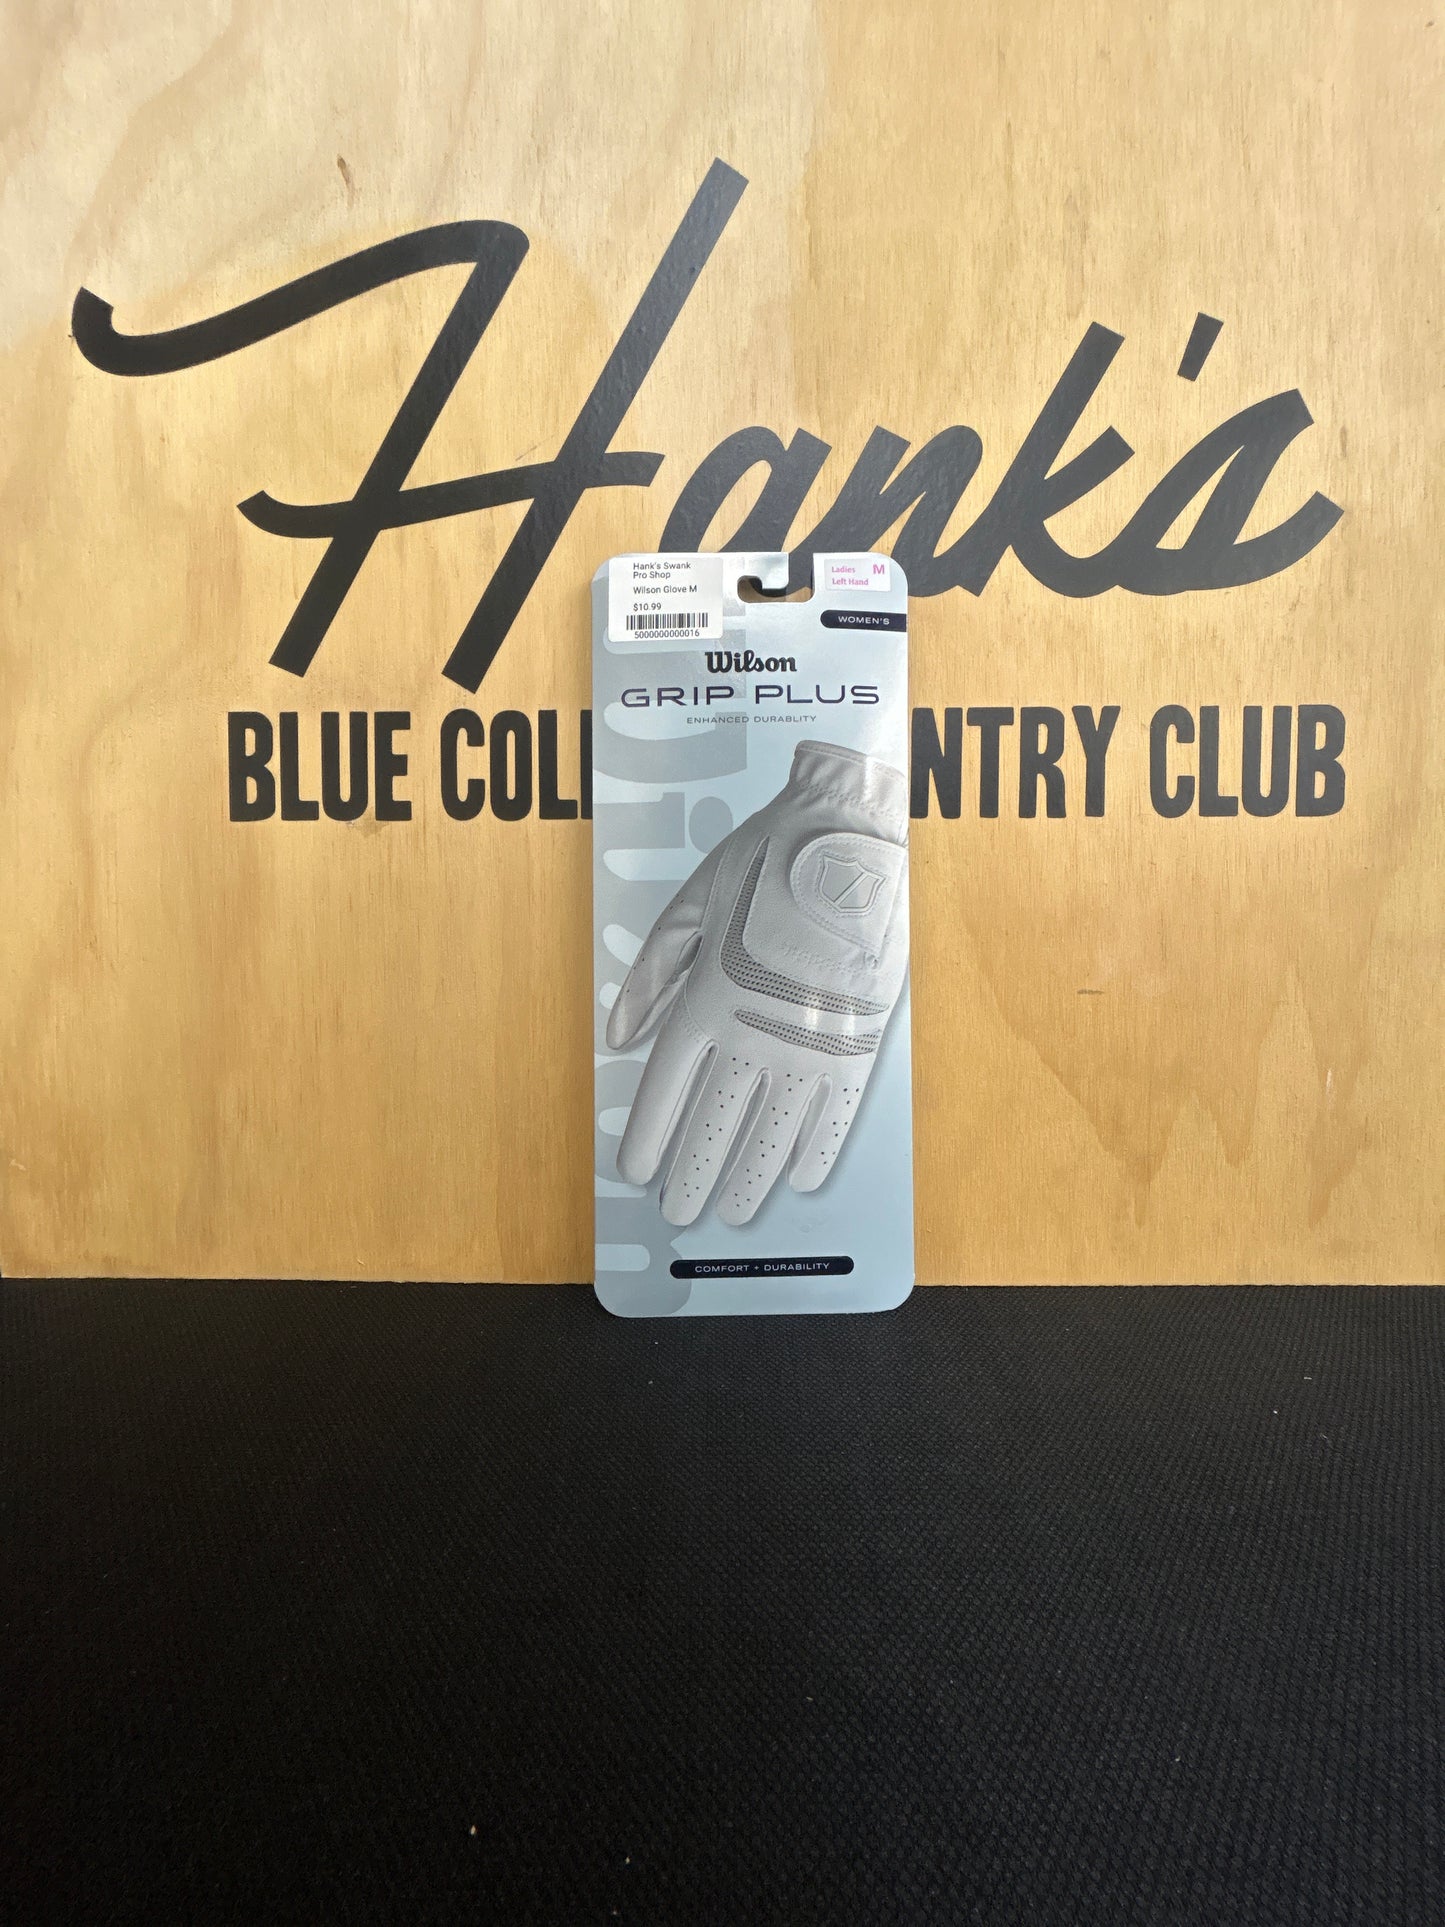 Hank's
BLUE COLL NTRY CLUB
Hank's Swank
Pro Shop
Wilson Glove M
$10.99
5000000000016
Ladies M
Left Hand
WOMEN'S
Wilson
GRIP PLUS
ENHANCED DURABLITY
COMFORT + DURABILITY